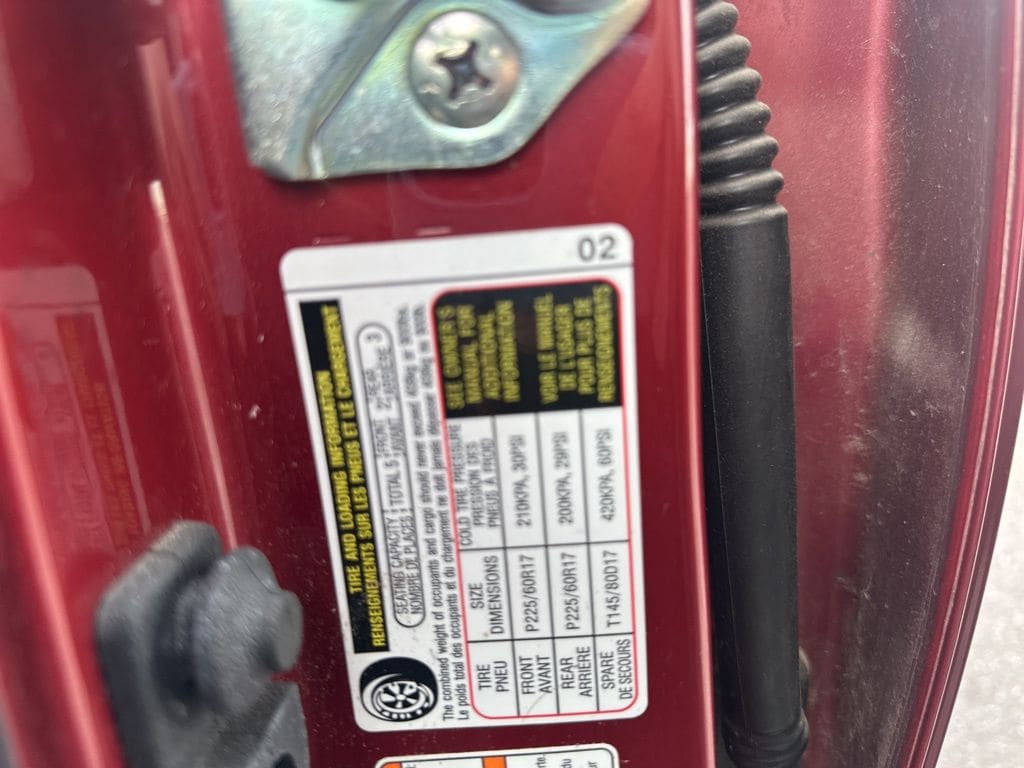 02
TIRE AND LOADING INFORMATION
RENSEIGNEMENTS SUR LES PNEUS ET LE CHARGEMENT
SEATING CAPACITY TOTAL 5 FRONT 2 REAR 3
NOMBRE DE PLACES AVANT ARRIÈRE
The combined weight of occupants and cargo should never exceed or
Le poids total des occupants et du chargement ne doit jamais dépasser
TIRE SIZE COLD TIRE PRESSURE
PNEU DIMENSIONS PRESSION DES
PNEUS À FROID
FRONT
AVANT
P225/60R17 210KPA, 30PSI
REAR
ARRIÈRE
P225/60R17 200KPA, 29PSI
SPARE
DE SECOURS
T145/80D17 420KPA, 60PSI
SEE OWNER'S
MANUAL FOR
ADDITIONAL
INFORMATION
VOIR LE MANUEL
DE L'USAGER
POUR PLUS DE
RENSEIGNEMENTS